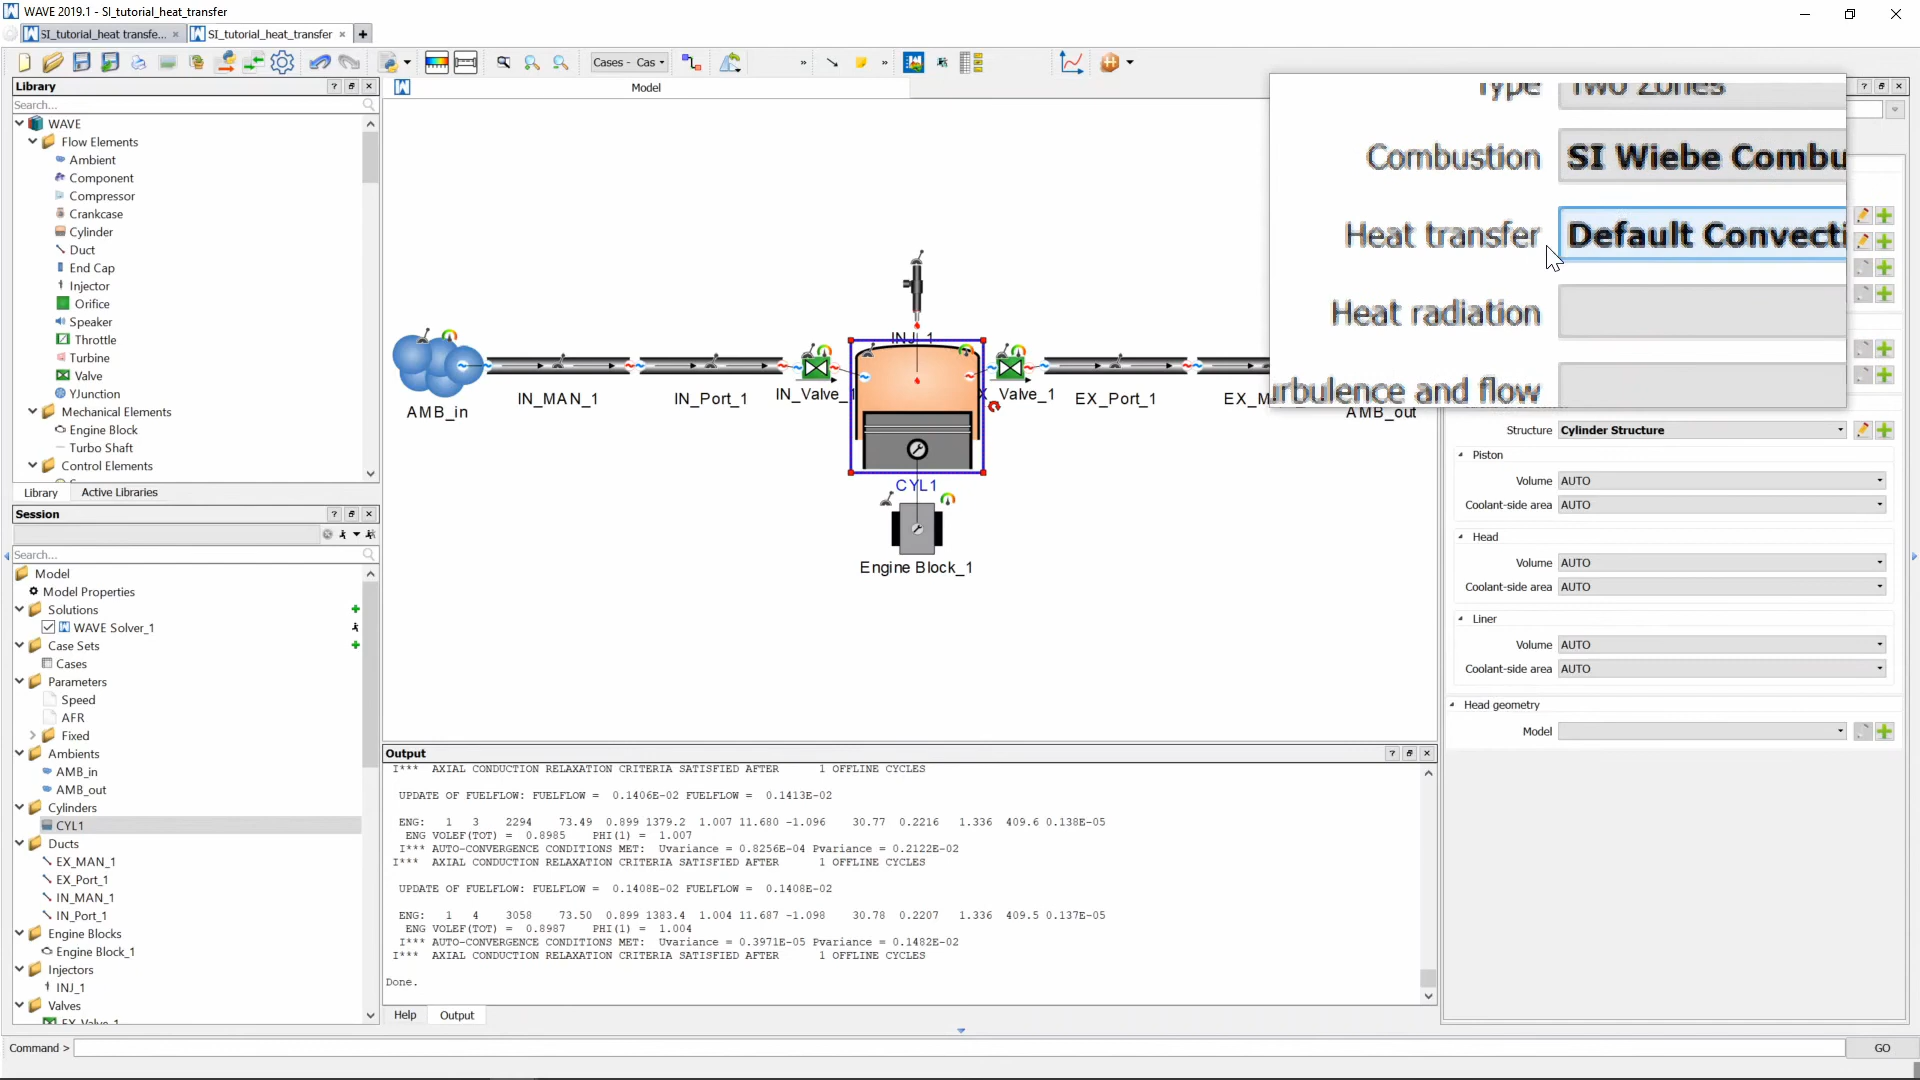 WAVE 2019.1 - SI_tutorial_heat_transfer
SI_tutorial_heat transfe...
SI_tutorial_heat_transfer
Cases - Cas
Library
Search...
WAVE
Flow Elements
Ambient
Component
Compressor
Crankcase
Cylinder
Duct
End Cap
Injector
Orifice
Speaker
Throttle
Turbine
Valve
YJunction
Mechanical Elements
Engine Block
Turbo Shaft
Control Elements
Library
Active Libraries
Session
Search...
Model
Model Properties
Solutions
WAVE Solver_1
Case Sets
Cases
Parameters
Speed
AFR
Fixed
Ambients
AMB_in
AMB_out
Cylinders
CYL1
Ducts
EX_MAN_1
EX_Port_1
IN_MAN_1
IN_Port_1
Engine Blocks
Engine Block_1
Injectors
INJ_1
Valves
EX_Valve_1
Model
AMB_in
IN_MAN_1
IN_Port_1
IN_Valve_1
INJ_1
CYL1
Engine Block_1
X_Valve_1
EX_Port_1
EX_M
AMB_out
Type
Two Zones
Combustion
SI Wiebe Combu
Heat transfer
Default Convecti
Heat radiation
urbulence and flow
Structure
Cylinder Structure
Piston
Volume
AUTO
Coolant-side area
AUTO
Head
Volume
AUTO
Coolant-side area
AUTO
Liner
Volume
AUTO
Coolant-side area
AUTO
Head geometry
Model
Output
I*** AXIAL CONDUCTION RELAXATION CRITERIA SATISFIED AFTER 1 OFFLINE CYCLES
UPDATE OF FUELFLOW: FUELFLOW = 0.1406E-02 FUELFLOW = 0.1413E-02
ENG: 1 3 2294 73.49 0.899 1379.2 1.007 11.680 -1.096 30.77 0.2216 1.336 409.6 0.138E-05
ENG VOLEF(TOT) = 0.8985 PHI(1) = 1.007
I*** AUTO-CONVERGENCE CONDITIONS MET: Uvariance = 0.8256E-04 Pvariance = 0.2122E-02
I*** AXIAL CONDUCTION RELAXATION CRITERIA SATISFIED AFTER 1 OFFLINE CYCLES
UPDATE OF FUELFLOW: FUELFLOW = 0.1408E-02 FUELFLOW = 0.1408E-02
ENG: 1 4 3058 73.50 0.899 1383.4 1.004 11.687 -1.098 30.78 0.2207 1.336 409.5 0.137E-05
ENG VOLEF(TOT) = 0.8987 PHI(1) = 1.004
I*** AUTO-CONVERGENCE CONDITIONS MET: Uvariance = 0.3971E-05 Pvariance = 0.1482E-02
I*** AXIAL CONDUCTION RELAXATION CRITERIA SATISFIED AFTER 1 OFFLINE CYCLES
Done.
Help
Output
Command >
GO